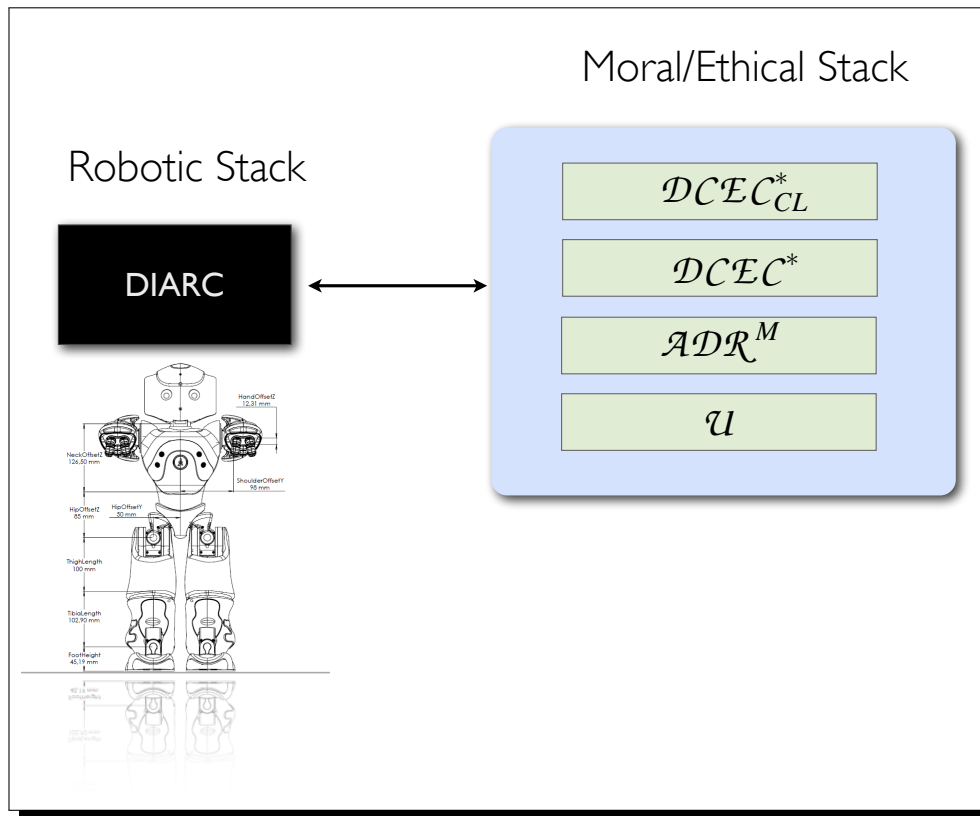 Moral/Ethical Stack
Robotic Stack
DIARC
𝒟𝒞ℰ𝒞*_CL
𝒟𝒞ℰ𝒞*
𝒜𝒟ℛ^M
𝒰
HandOffsetZ
12,31 mm
NeckOffsetZ
126,50 mm
ShoulderOffsetY
98 mm
HipOffsetZ
85 mm
HipOffsetY
50 mm
ThighLength
100 mm
TibiaLength
102,90 mm
FootHeight
45,19 mm